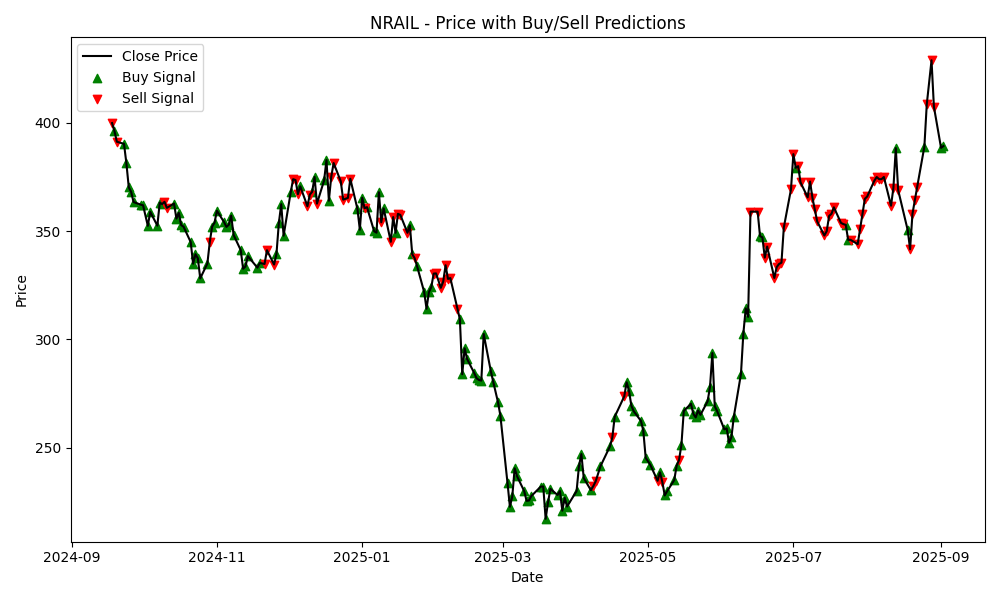 NRAIL - Price with Buy/Sell Predictions
Close Price
Buy Signal
Sell Signal
Price
400
350
300
250
2024-09
2024-11
2025-01
2025-03
2025-05
2025-07
2025-09
Date